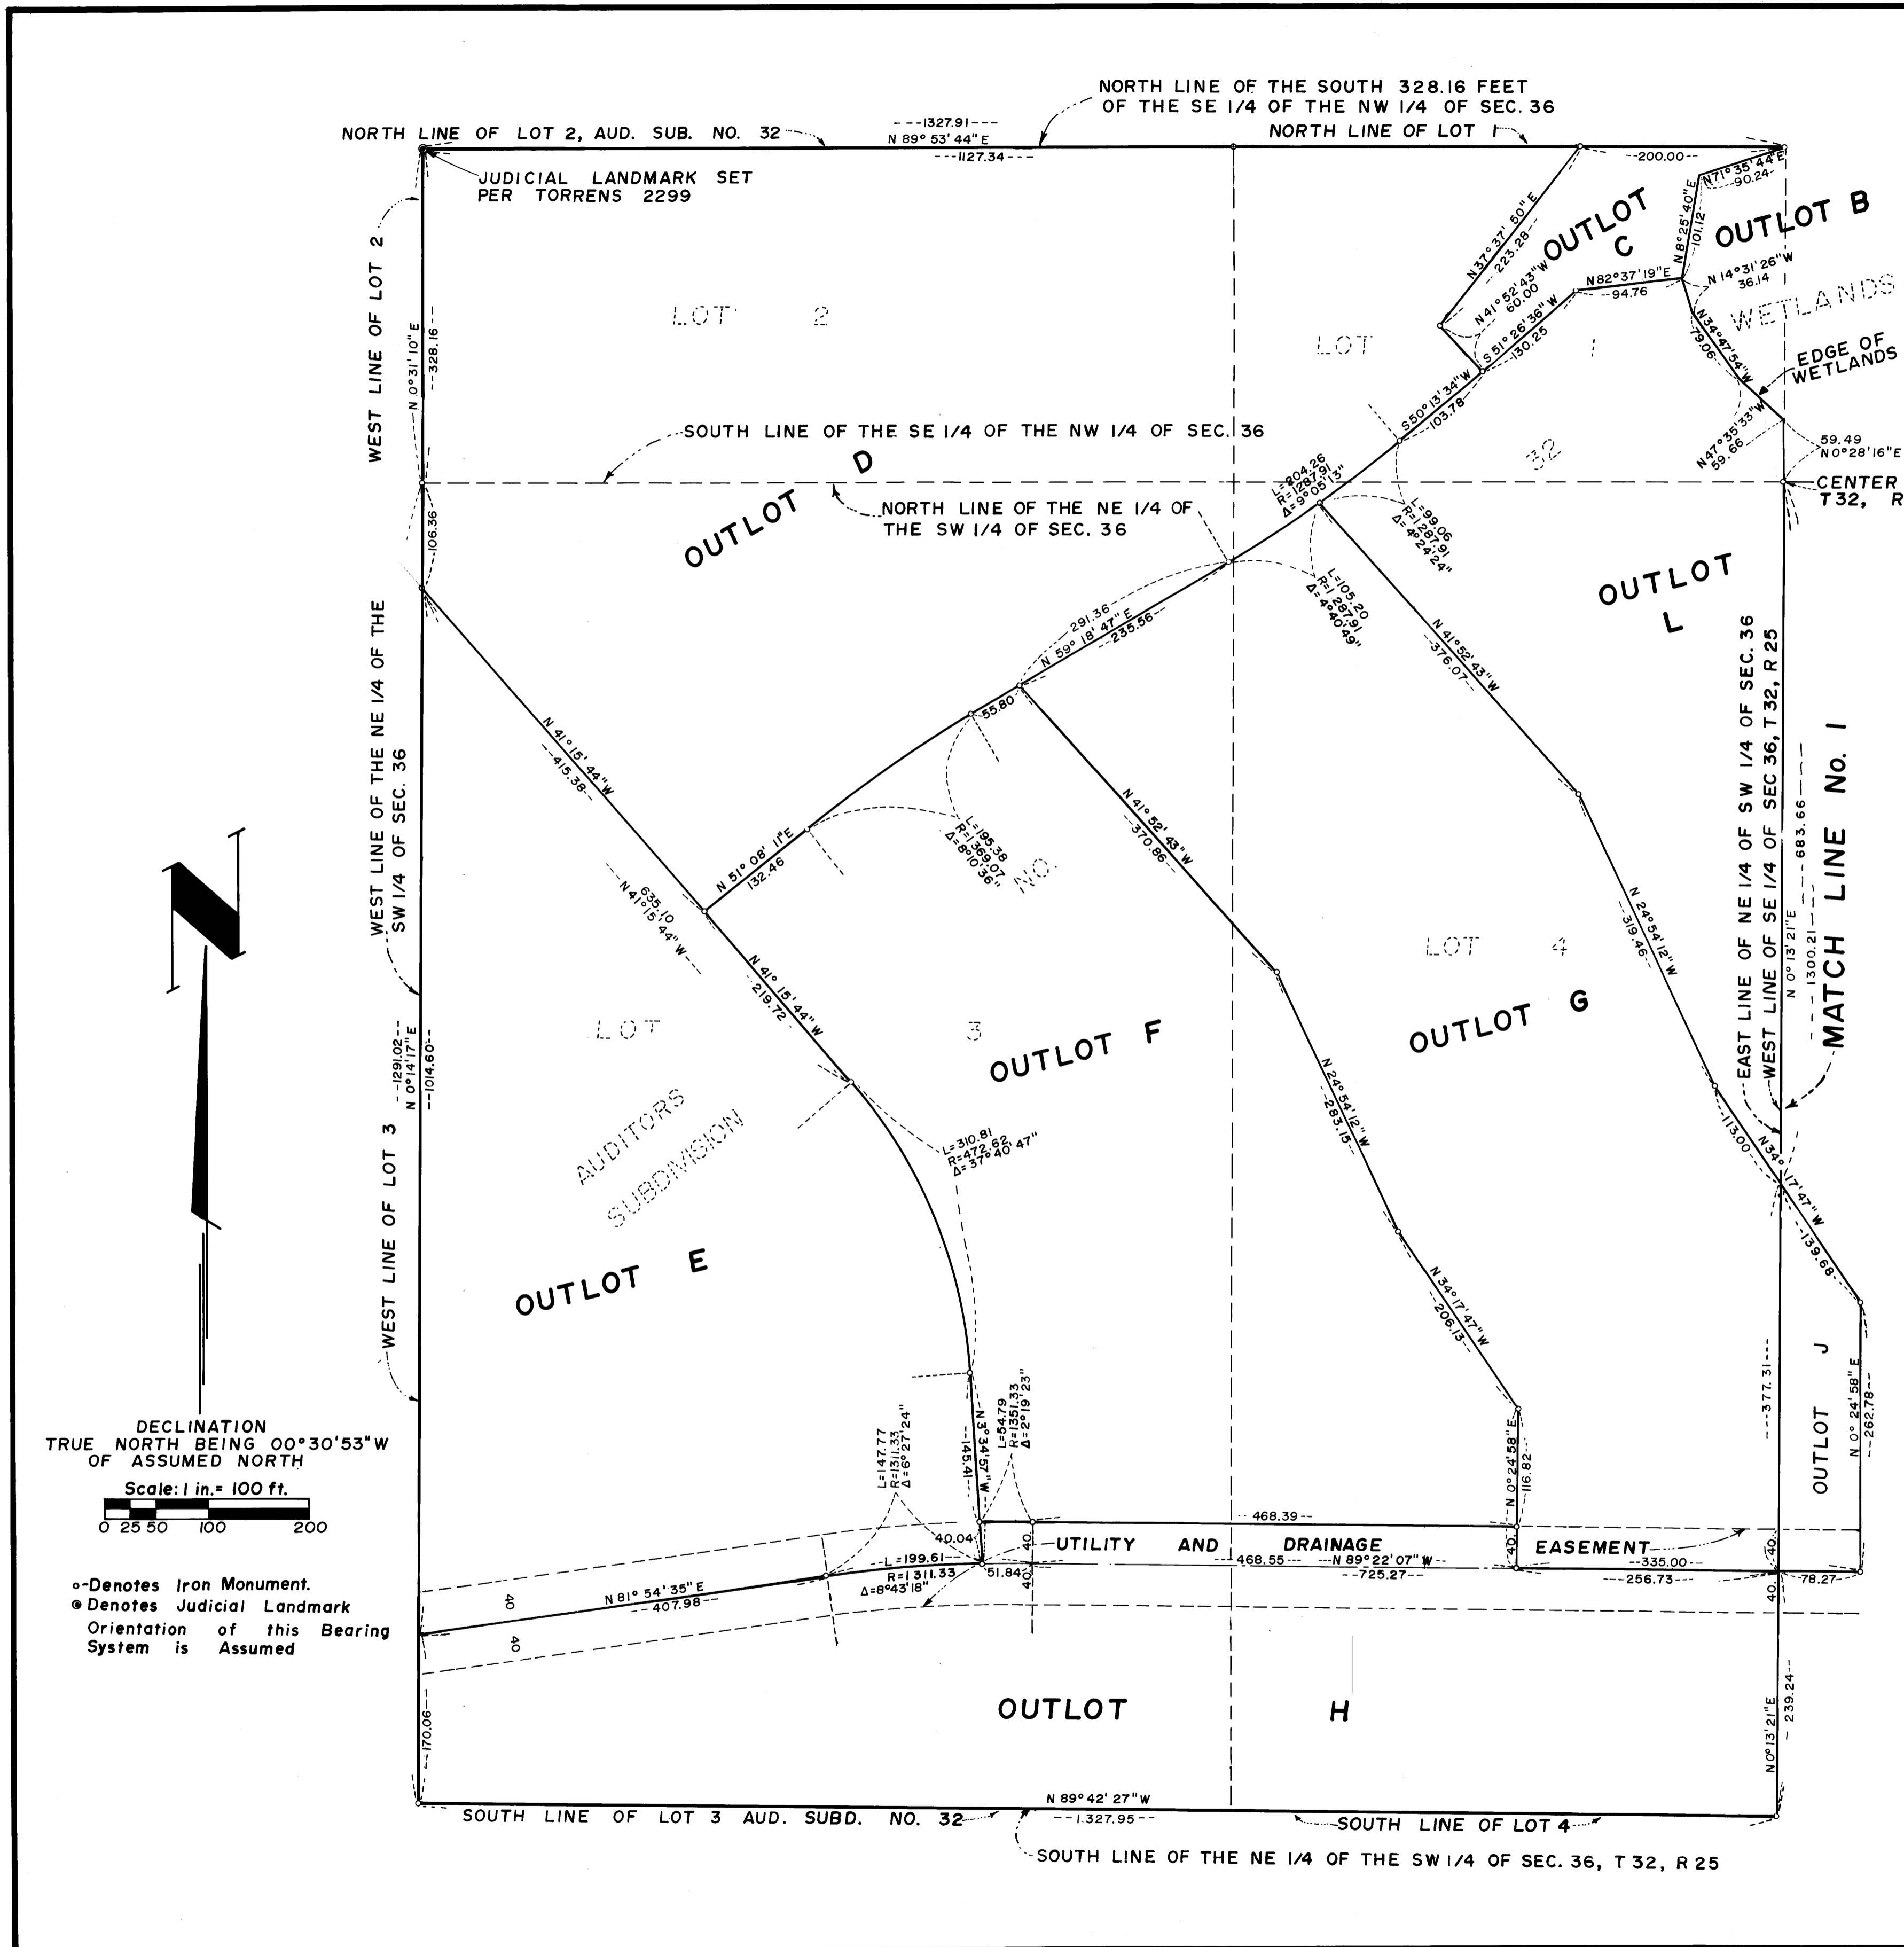 NORTH LINE OF THE SOUTH 328.16 FEET
OF THE SE 1/4 OF THE NW 1/4 OF SEC. 36
NORTH LINE OF LOT 2, AUD. SUB. NO. 32
---1327.91---
N 89° 53' 44" E
---1127.34---
NORTH LINE OF LOT 1
--200.00---
JUDICIAL LANDMARK SET
PER TORRENS 2299
N 71° 35' 44" E
--90.24--
OUTLOT
C
OUTLOT B
N 8° 25' 40" E
--101.12
N 37° 37' 50" E
--223.28--
N 41° 52' 43" W
60.00
N 82° 37' 19" E
--94.76
N 14° 31' 26" W
36.14
WETLANDS
WEST LINE OF LOT 2
N 0° 31' 10" E
---328.16---
LOT 2
LOT 1
S 51° 26' 36" W
--130.25
N 34° 47' 54" W
79.06
EDGE OF
WETLANDS
S 50° 13' 34" W
--103.78
N 47° 35' 33" W
59.66
59.49
N 0° 28' 16" E
32
SOUTH LINE OF THE SE 1/4 OF THE NW 1/4 OF SEC. 36
CENTER
T 32, R
OUTLOT D
NORTH LINE OF THE NE 1/4 OF
THE SW 1/4 OF SEC. 36
--106.36
L=204.26
R=1287.91
Δ=9° 05' 13"
L=99.06
R=1287.91
Δ=4° 24' 24"
L=105.20
R=1287.91
Δ=4° 40' 49"
OUTLOT
L
291.36
N 59° 18' 47" E
--235.56--
--55.80
WEST LINE OF THE NE 1/4 OF THE
SW 1/4 OF SEC. 36
N 41° 15' 44" W
--415.38--
N 41° 52' 43" W
--376.07--
EAST LINE OF NE 1/4 OF SW 1/4 OF SEC. 36
WEST LINE OF SE 1/4 OF SEC 36, T 32, R 25
N 0° 13' 21" E
---683.66---
---1300.21---
MATCH LINE No. 1
N 51° 08' 11" E
132.46
L=195.38
R=1369.07
Δ=8° 10' 36"
NO.
N 41° 52' 43" W
--370.86--
635.10
N 41° 15' 44" W
N 41° 15' 44" W
--219.72--
N 24° 54' 12" W
--319.46--
LOT 3
LOT 4
OUTLOT F
OUTLOT G
--1291.02--
N 0° 14' 17" E
--1014.60--
AUDITORS
SUBDIVISION
L=310.81
R=472.62
Δ=37° 40' 47"
N 24° 54' 12" W
--283.15--
--113.00--
N 34° 17' 47" W
--139.68
WEST LINE OF LOT 3
OUTLOT E
N 34° 17' 47" W
--206.13--
OUTLOT J
N 0° 24' 58" E
--262.78--
---377.31---
L=147.77
R=1311.33
Δ=6° 27' 24"
N 3° 34' 57" W
--145.41--
L=54.79
R=1351.33
Δ=2° 19' 23"
N 0° 24' 58" E
116.82
DECLINATION
TRUE NORTH BEING 00° 30' 53" W
OF ASSUMED NORTH
Scale: 1 in.= 100 ft.
0 25 50 100 200
-- 468.39--
40.04
40
UTILITY AND DRAINAGE EASEMENT
40
40
--L=199.61
R=1311.33
Δ=8° 43' 18"
51.84
40
---468.55---N 89° 22' 07" W
--725.27---
--335.00---
--256.73---
78.27
40
o-Denotes Iron Monument.
Denotes Judicial Landmark
Orientation of this Bearing
System is Assumed
N 81° 54' 35" E
--407.98---
40
40
OUTLOT H
--170.06--
N 0° 13' 21" E
239.24--
N 89° 42' 27" W
--1327.95--
SOUTH LINE OF LOT 3 AUD. SUBD. NO. 32
SOUTH LINE OF LOT 4
SOUTH LINE OF THE NE 1/4 OF THE SW 1/4 OF SEC. 36, T 32, R 25